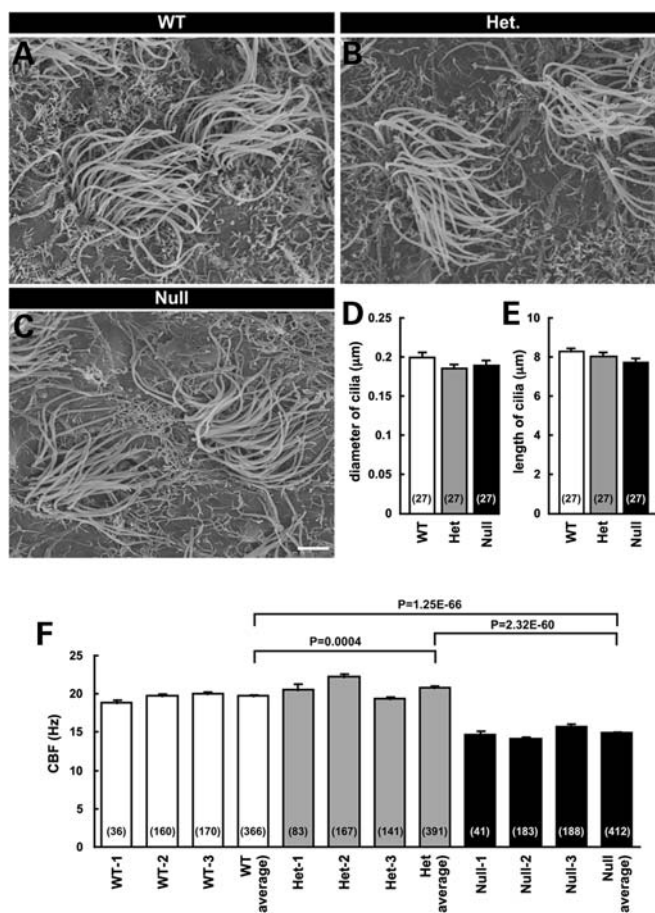 WT
Het.
A
B
Null
C
D
E
0.25
0.2
0.15
0.1
0.05
0
diameter of cilia (μm)
(27)
(27)
(27)
WT
Het
Null
10
8
6
4
2
0
length of cilia (μm)
(27)
(27)
(27)
WT
Het
Null
F
P=1.25E-66
P=0.0004
P=2.32E-60
25
20
15
10
5
0
CBF (Hz)
(36)
(160)
(170)
(366)
(83)
(167)
(141)
(391)
(41)
(183)
(188)
(412)
WT-1
WT-2
WT-3
WT
average)
Het-1
Het-2
Het-3
Het
average)
Null-1
Null-2
Null-3
Null
average)